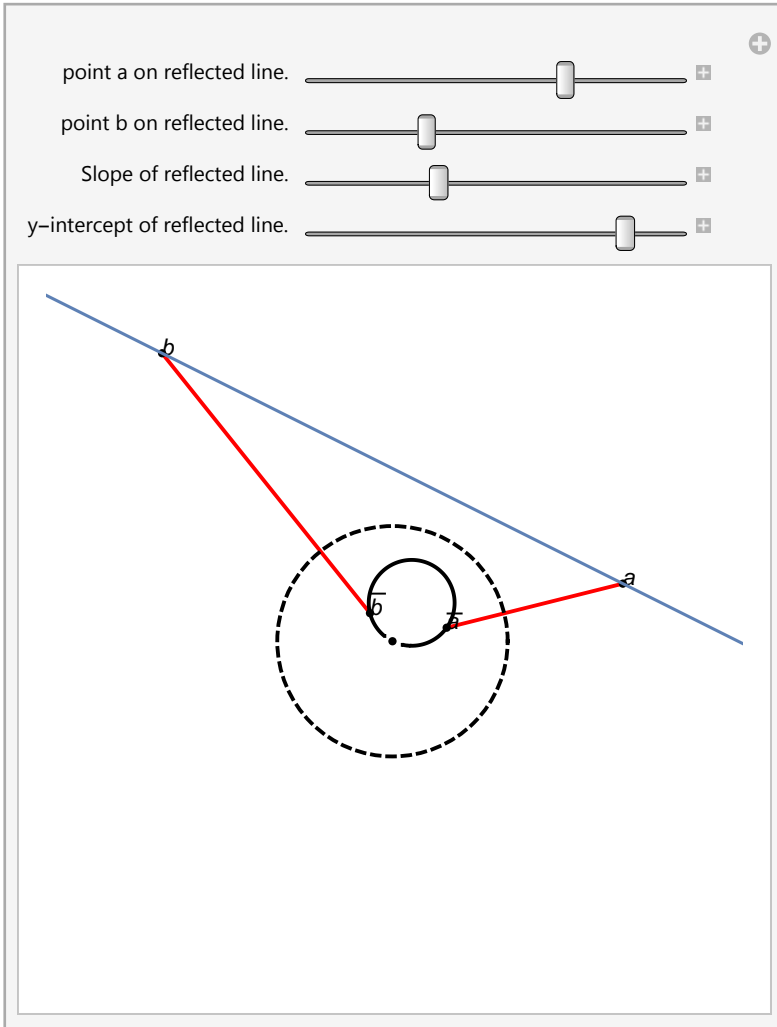 point a on reflected line.
point b on reflected line.
Slope of reflected line.
y−intercept of reflected line.
b
a
b̅
a̅